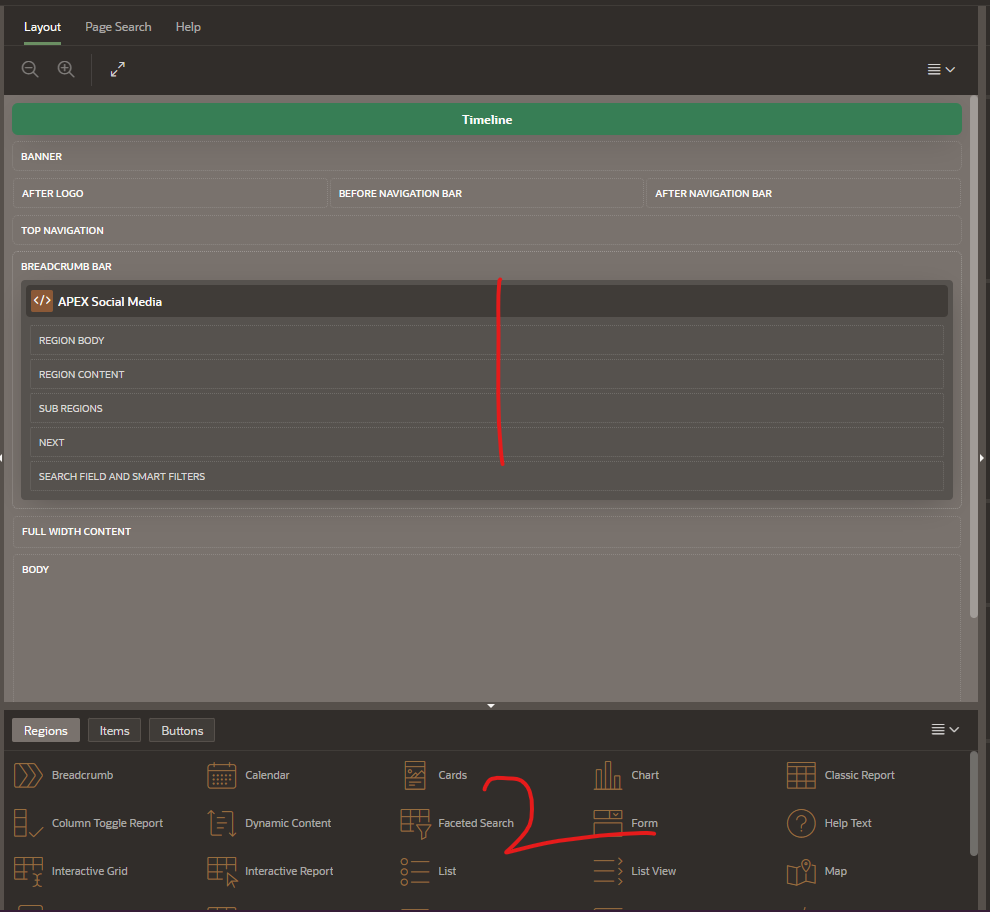 Layout Page Search Help
Timeline
BANNER
AFTER LOGO BEFORE NAVIGATION BAR AFTER NAVIGATION BAR
TOP NAVIGATION
BREADCRUMB BAR
</> APEX Social Media
REGION BODY
REGION CONTENT
SUB REGIONS
NEXT
SEARCH FIELD AND SMART FILTERS
1
FULL WIDTH CONTENT
BODY
Regions Items Buttons
Breadcrumb Calendar Cards Chart Classic Report
Column Toggle Report Dynamic Content Faceted Search Form Help Text
2
Interactive Grid Interactive Report List List View Map